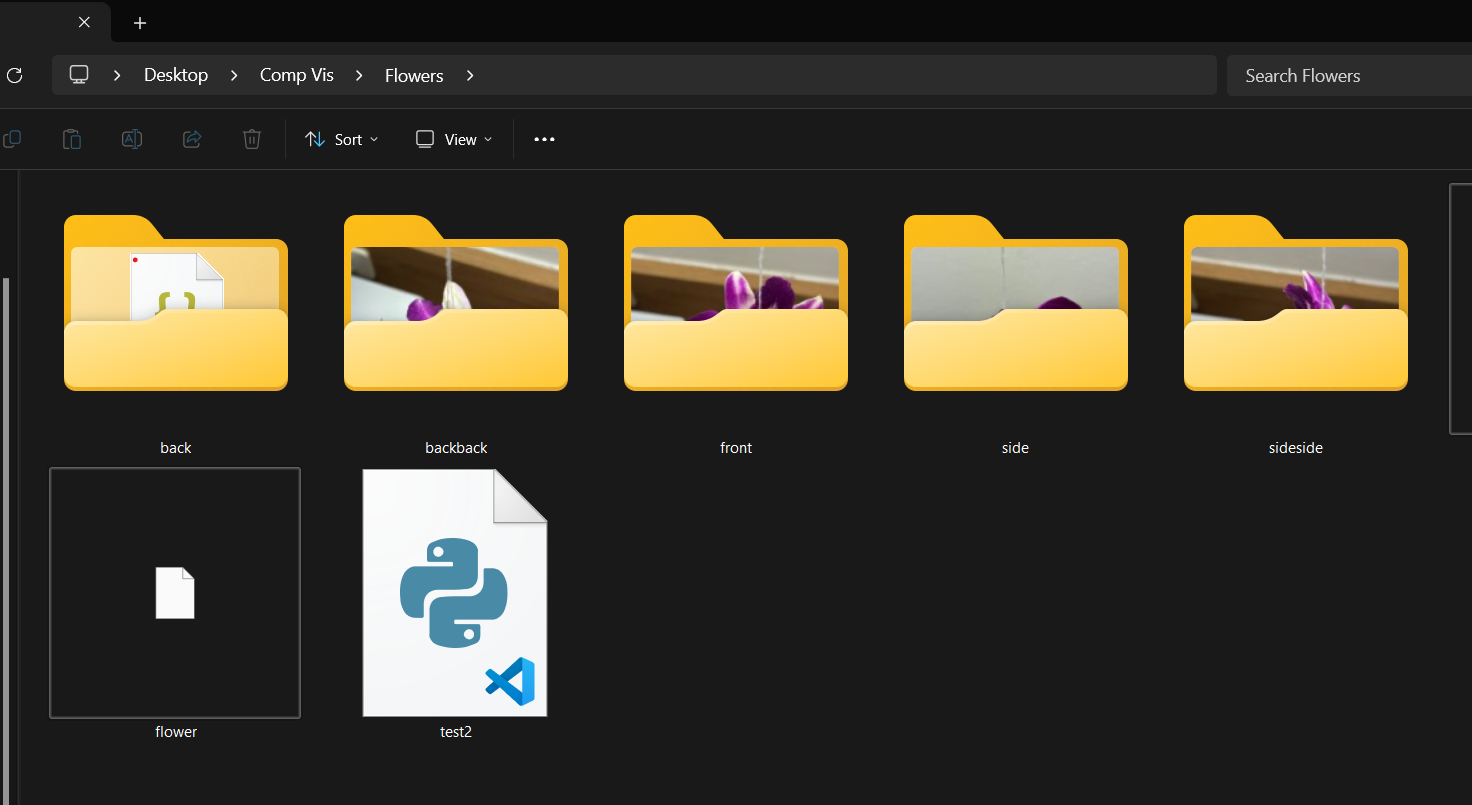 Desktop Comp Vis Flowers Search Flowers
Sort View
back backback front side sideside
flower test2